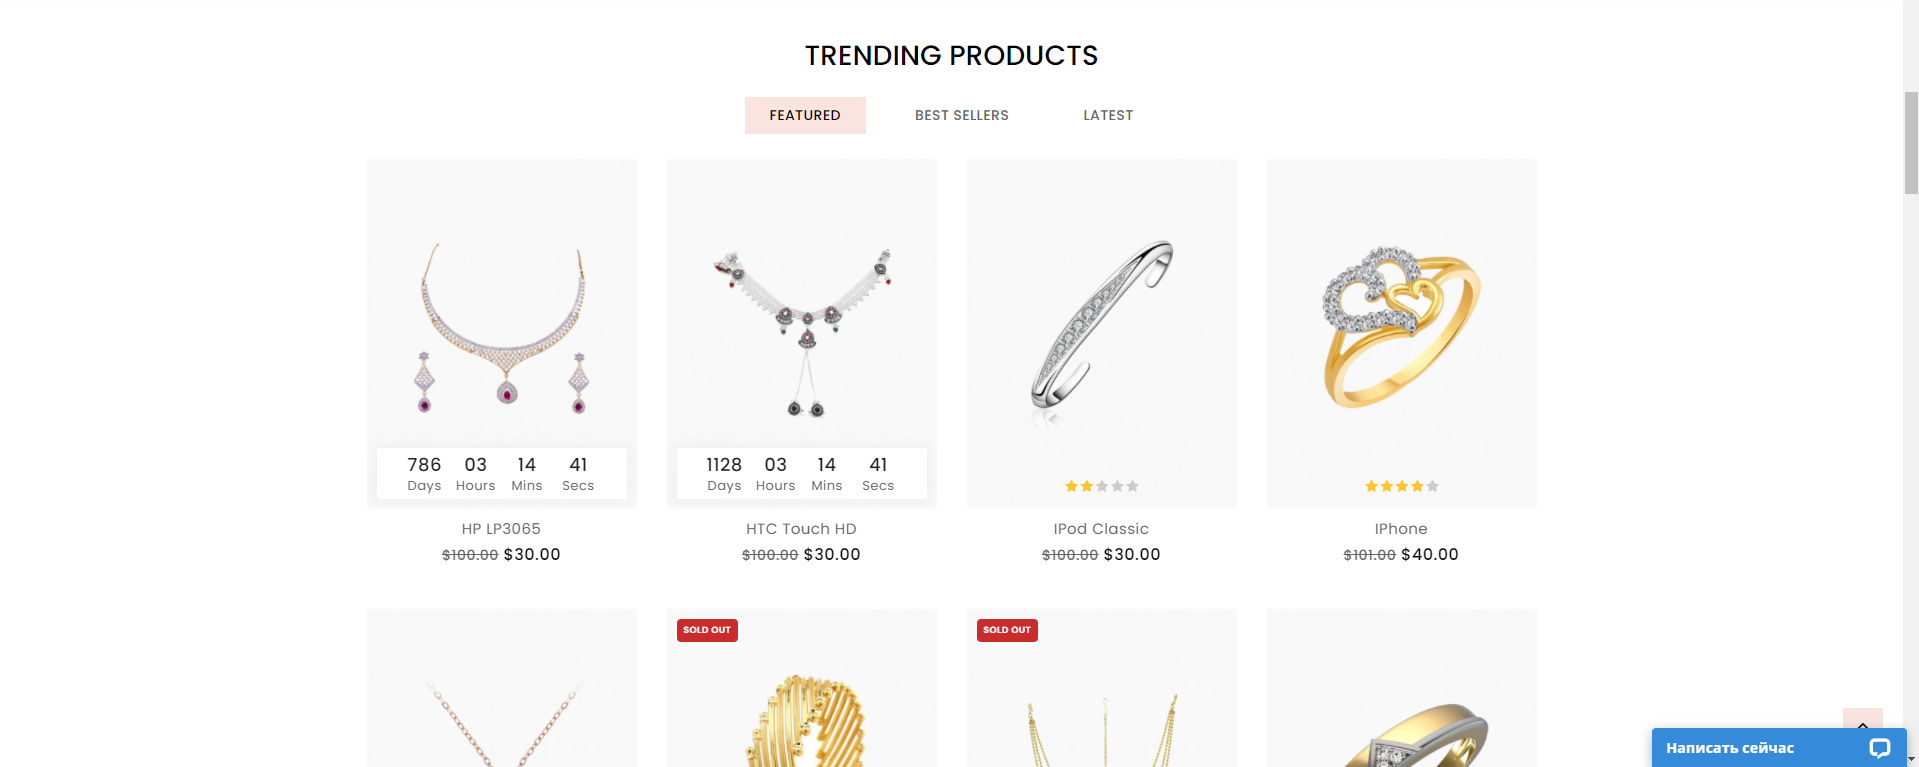 TRENDING PRODUCTS
FEATURED BEST SELLERS LATEST
786 03 14 41
Days Hours Mins Secs
1128 03 14 41
Days Hours Mins Secs
HP LP3065
$100.00 $30.00
HTC Touch HD
$100.00 $30.00
IPod Classic
$100.00 $30.00
IPhone
$101.00 $40.00
SOLD OUT
SOLD OUT
Написать сейчас